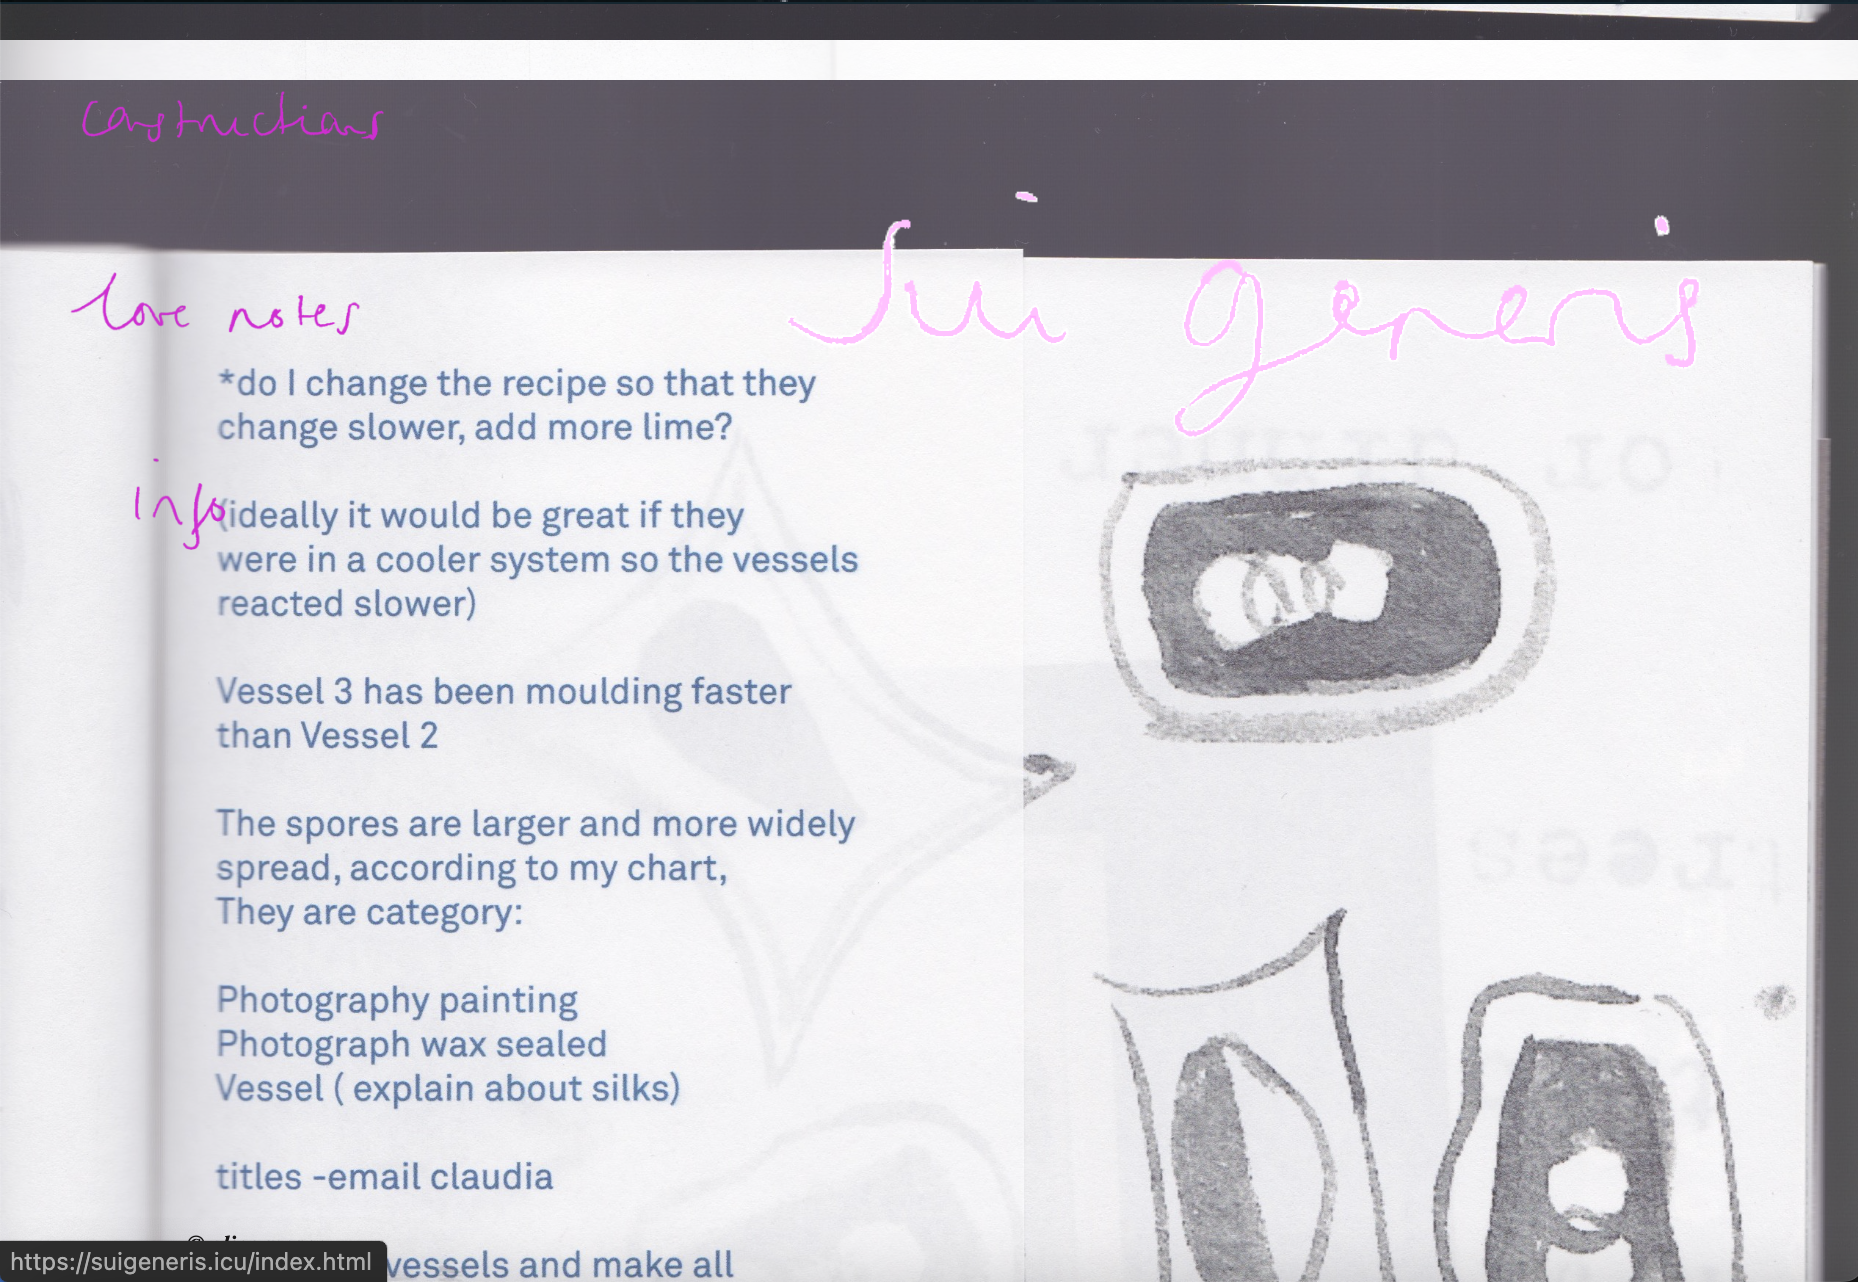 constructions
sui generis
love notes
*do I change the recipe so that they
change slower, add more lime?
info
(ideally it would be great if they
were in a cooler system so the vessels
reacted slower)
Vessel 3 has been moulding faster
than Vessel 2
The spores are larger and more widely
spread, according to my chart,
They are category:
Photography painting
Photograph wax sealed
Vessel ( explain about silks)
titles -email claudia
vessels and make all
https://suigeneris.icu/index.html